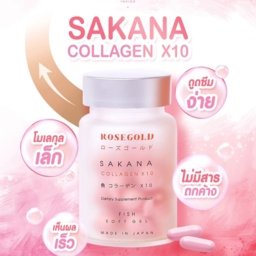 SAKANA
COLLAGEN X10
ดูดซึม
ง่าย
โมเลกุล
เล็ก
ROSEGOLD
ローズゴールド
SAKANA
COLLAGEN X10
魚 コラーゲン X10
Dietary Supplement Product
FISH
SOFT GEL
MADE IN JAPAN
ไม่มีสาร
ตกค้าง
เห็นผล
เร็ว